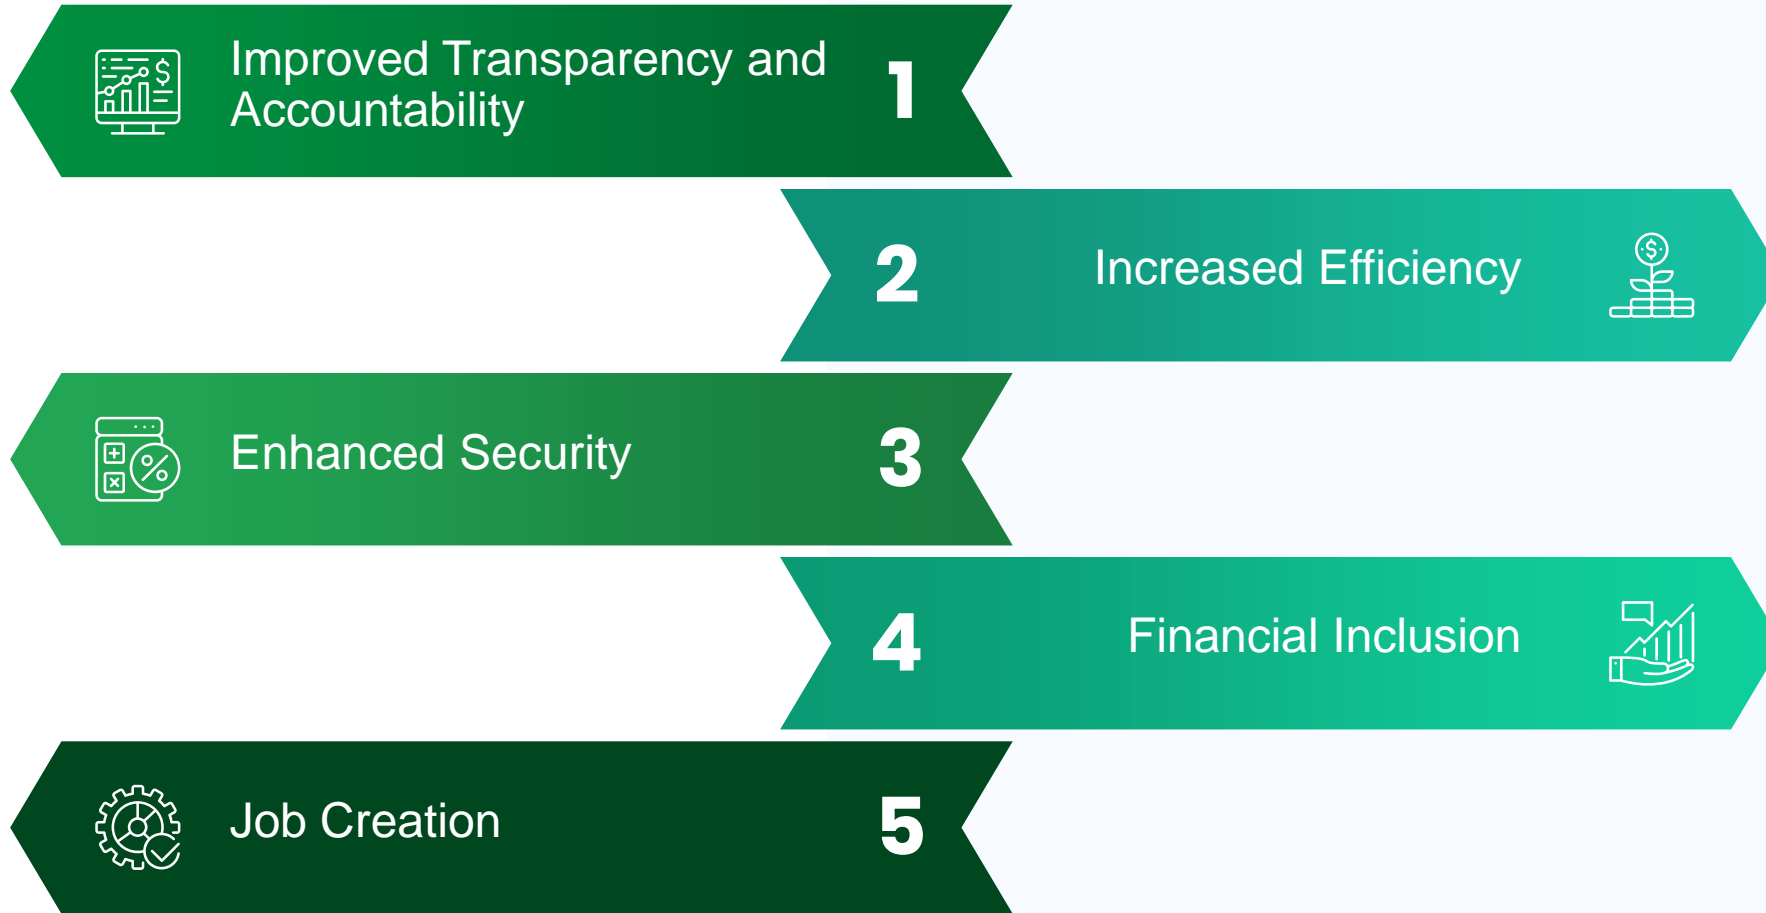 Improved Transparency and
Accountability
1
2
Increased Efficiency
Enhanced Security
3
4
Financial Inclusion
Job Creation
5